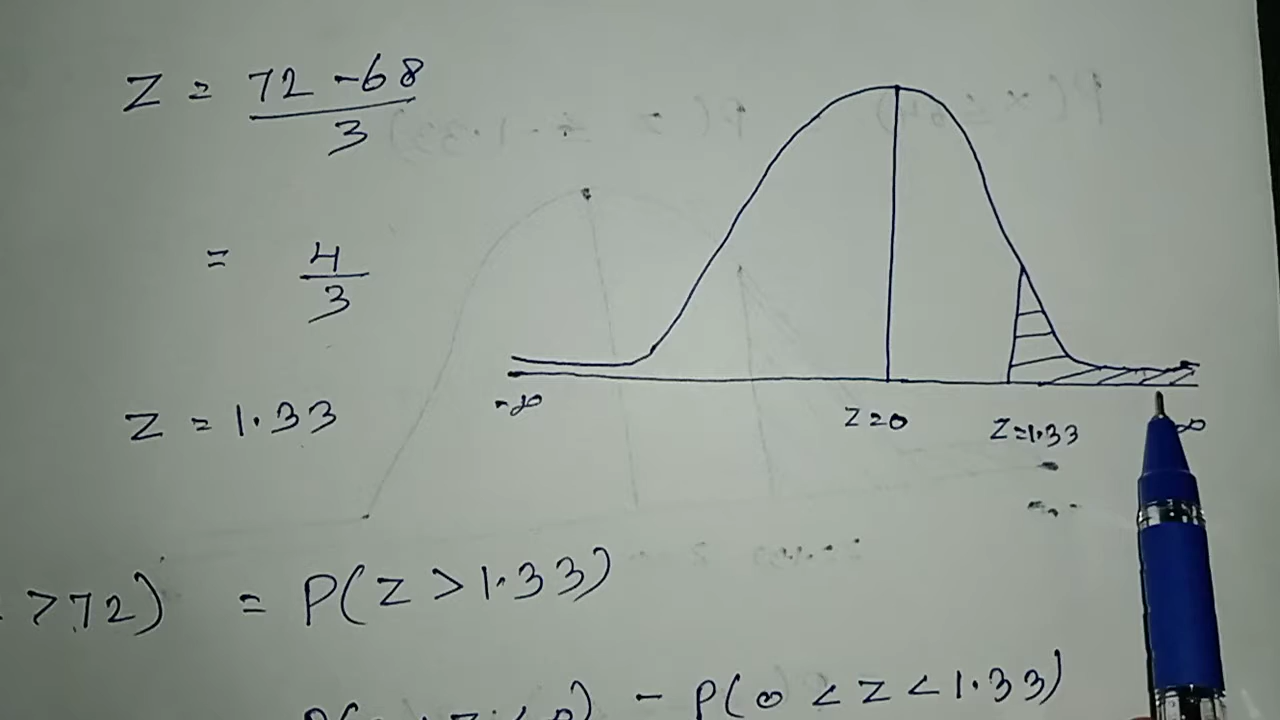 Z = 72 - 68
3
= 4
3
Z = 1.33
-∞
Z=0
Z=1.33
∞
>72) = P(Z > 1.33)
- P(0 < Z < 1.33)